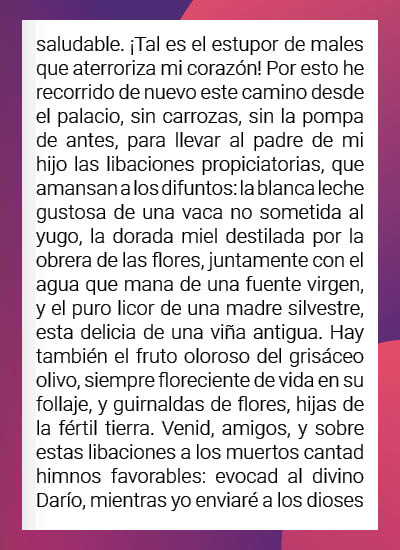 saludable. ¡Tal es el estupor de males
que aterroriza mi corazón! Por esto he
recorrido de nuevo este camino desde
el palacio, sin carrozas, sin la pompa
de antes, para llevar al padre de mi
hijo las libaciones propiciatorias, que
amansan a los difuntos: la blanca leche
gustosa de una vaca no sometida al
yugo, la dorada miel destilada por la
obrera de las flores, juntamente con el
agua que mana de una fuente virgen,
y el puro licor de una madre silvestre,
esta delicia de una viña antigua. Hay
también el fruto oloroso del grisáceo
olivo, siempre floreciente de vida en su
follaje, y guirnaldas de flores, hijas de
la fértil tierra. Venid, amigos, y sobre
estas libaciones a los muertos cantad
himnos favorables: evocad al divino
Darío, mientras yo enviaré a los dioses